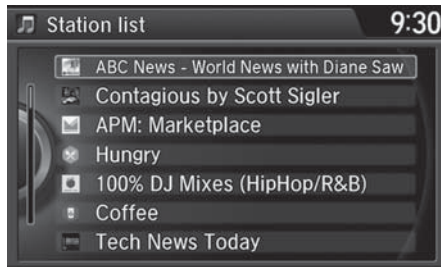 Station list
9:30
ABC News - World News with Diane Saw
Contagious by Scott Sigler
APM: Marketplace
Hungry
100% DJ Mixes (HipHop/R&B)
Coffee
Tech News Today